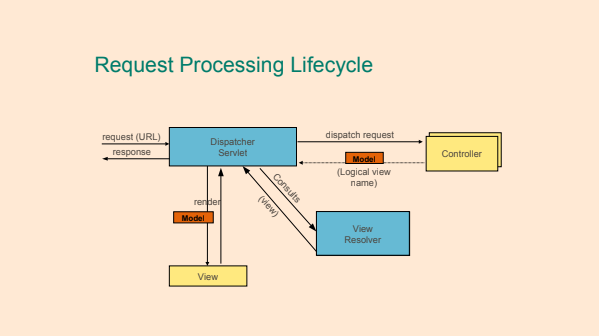 Request Processing Lifecycle
request (URL)
response
Dispatcher
Servlet
dispatch request
Model
(Logical view
name)
Controller
render
Model
Consults
(view)
View
Resolver
View